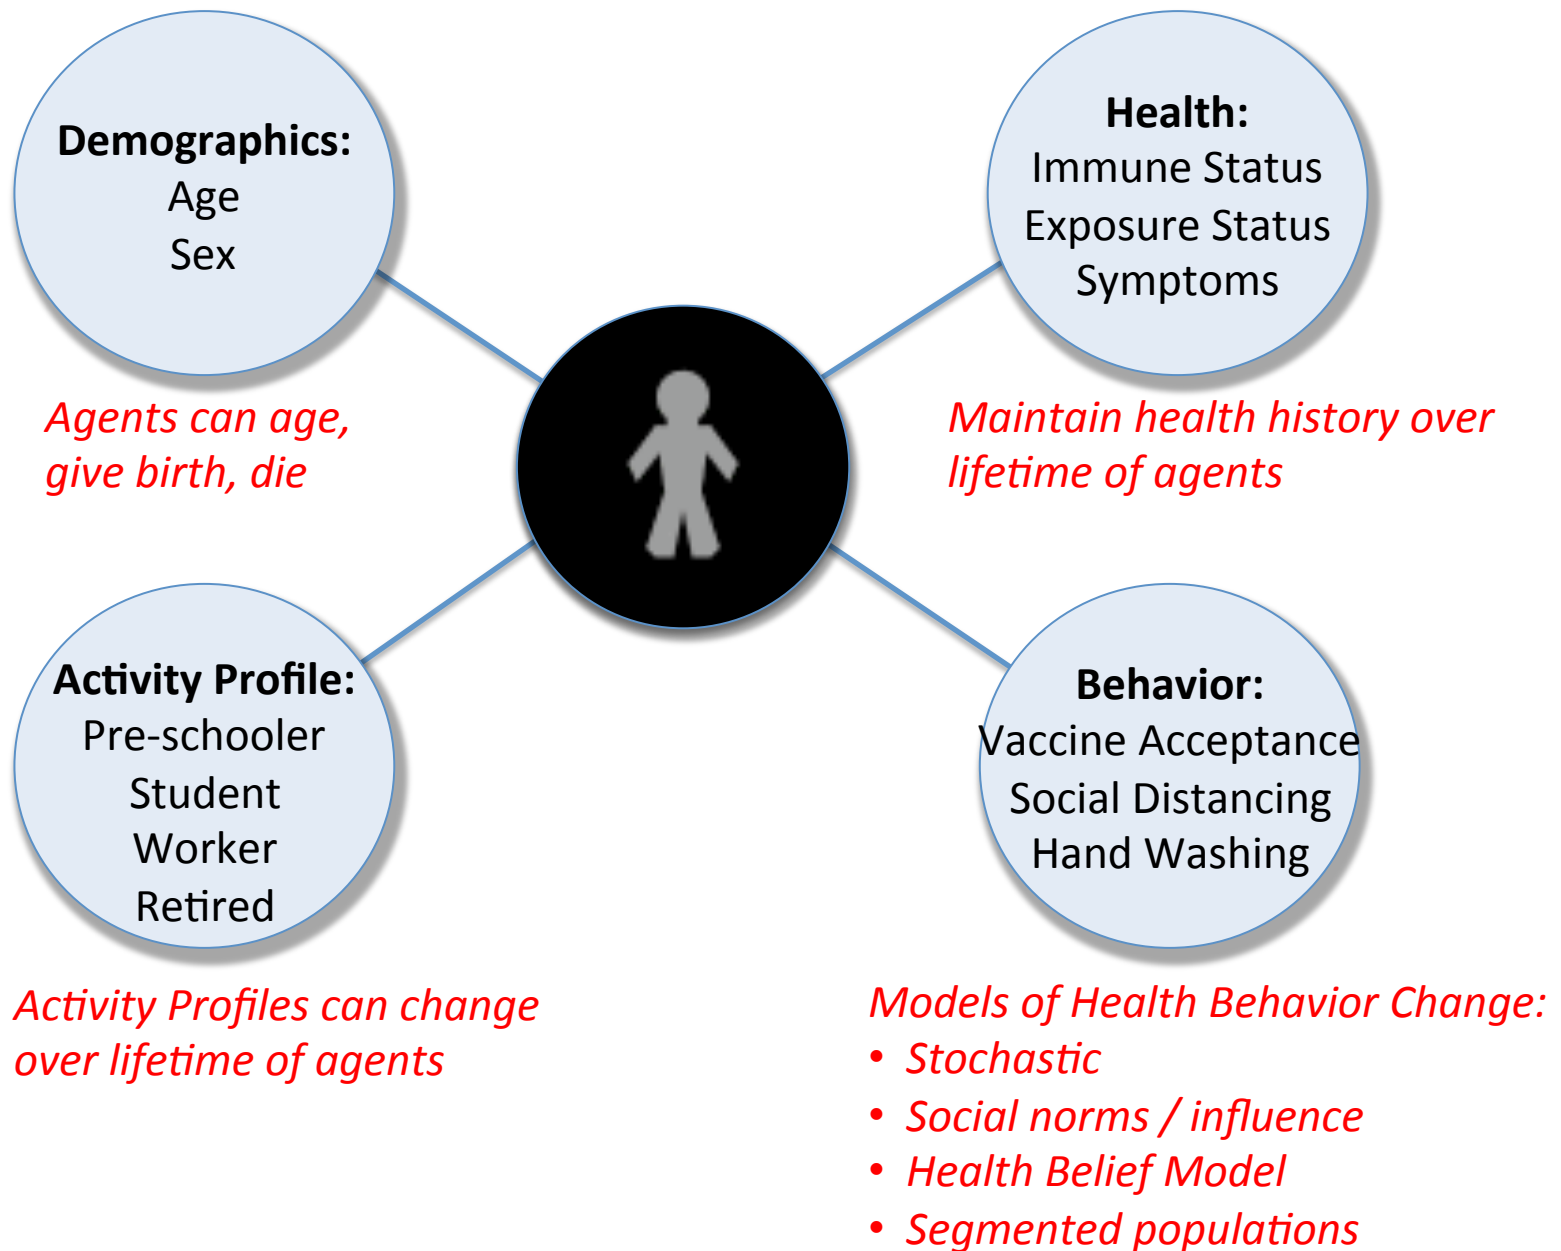 Demographics:
Age
Sex
Agents can age,
give birth, die
Health:
Immune Status
Exposure Status
Symptoms
Maintain health history over
lifetime of agents
Activity Profile:
Pre-schooler
Student
Worker
Retired
Activity Profiles can change
over lifetime of agents
Behavior:
Vaccine Acceptance
Social Distancing
Hand Washing
Models of Health Behavior Change:
• Stochastic
• Social norms / influence
• Health Belief Model
• Segmented populations